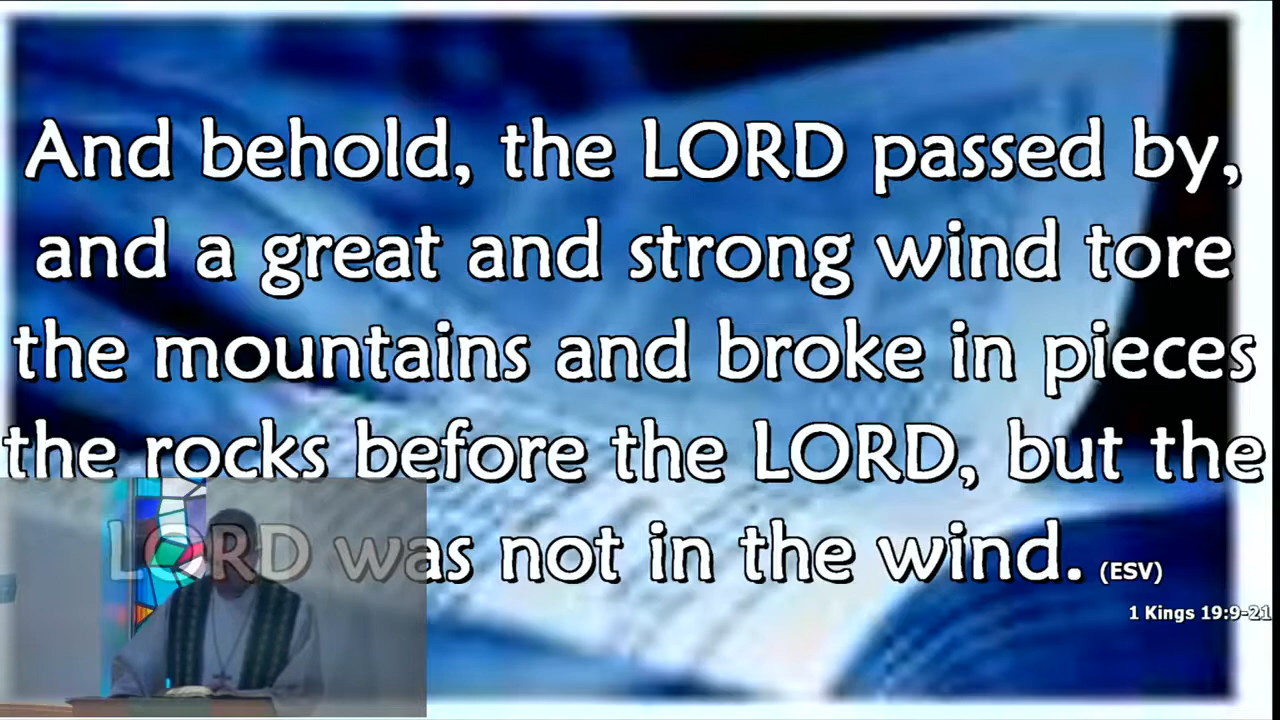 And behold, the LORD passed by,
and a great and strong wind tore
the mountains and broke in pieces
the rocks before the LORD, but the
LORD was not in the wind. (ESV)
1 Kings 19:9-21